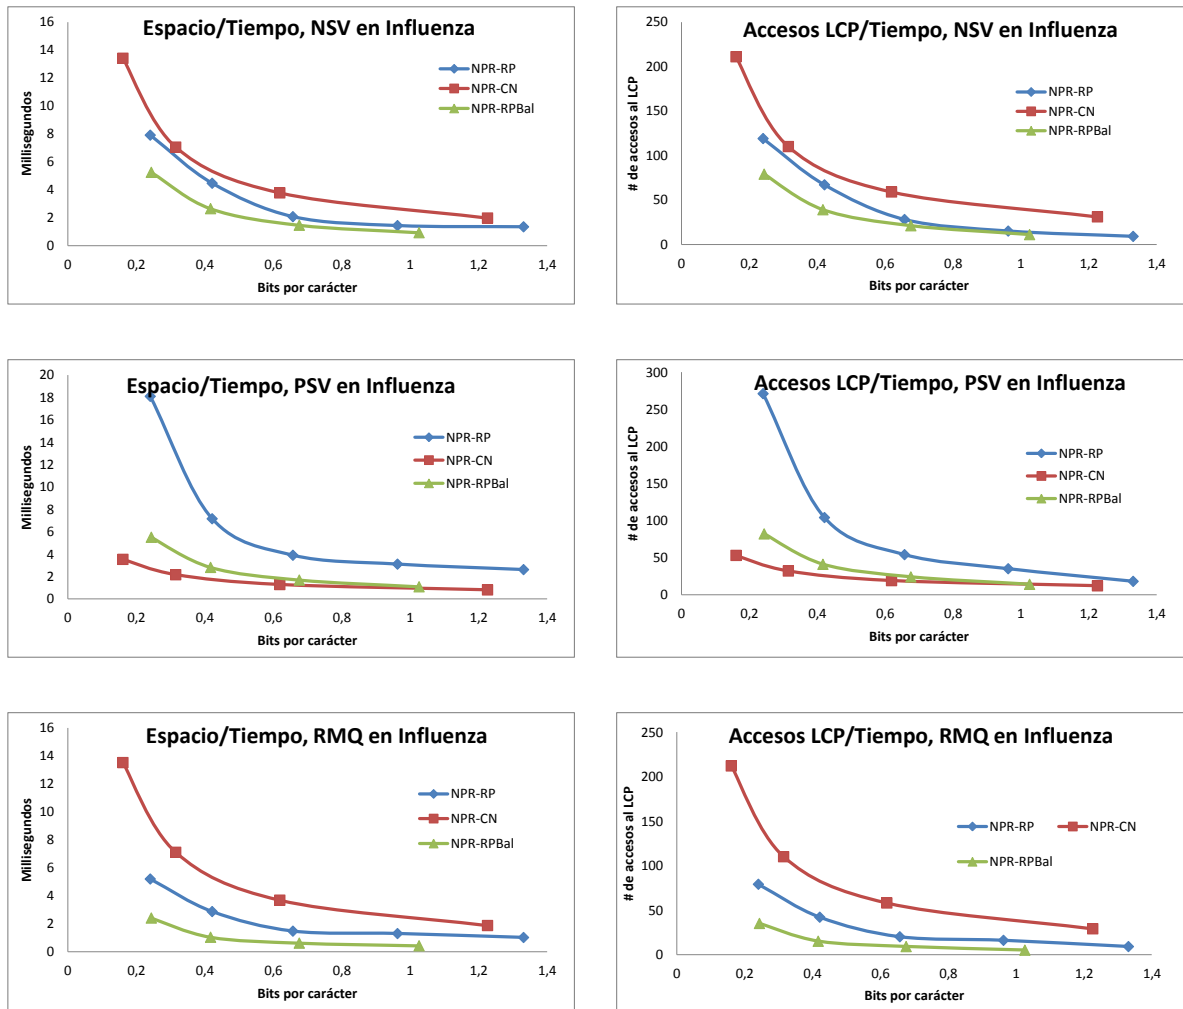 Espacio/Tiempo, NSV en Influenza
Millisegundos
16
14
12
10
8
6
4
2
0
0 0,2 0,4 0,6 0,8 1 1,2 1,4
Bits por carácter
NPR-RP
NPR-CN
NPR-RPBal
Accesos LCP/Tiempo, NSV en Influenza
# de accesos al LCP
250
200
150
100
50
0
0 0,2 0,4 0,6 0,8 1 1,2 1,4
Bits por carácter
NPR-RP
NPR-CN
NPR-RPBal
Espacio/Tiempo, PSV en Influenza
Millisegundos
20
18
16
14
12
10
8
6
4
2
0
0 0,2 0,4 0,6 0,8 1 1,2 1,4
Bits por carácter
NPR-RP
NPR-CN
NPR-RPBal
Accesos LCP/Tiempo, PSV en Influenza
# de accesos al LCP
300
250
200
150
100
50
0
0 0,2 0,4 0,6 0,8 1 1,2 1,4
Bits por carácter
NPR-RP
NPR-CN
NPR-RPBal
Espacio/Tiempo, RMQ en Influenza
Millisegundos
16
14
12
10
8
6
4
2
0
0 0,2 0,4 0,6 0,8 1 1,2 1,4
Bits por carácter
NPR-RP
NPR-CN
NPR-RPBal
Accesos LCP/Tiempo, RMQ en Influenza
# de accesos al LCP
250
200
150
100
50
0
0 0,2 0,4 0,6 0,8 1 1,2 1,4
Bits por carácter
NPR-RP NPR-CN
NPR-RPBal